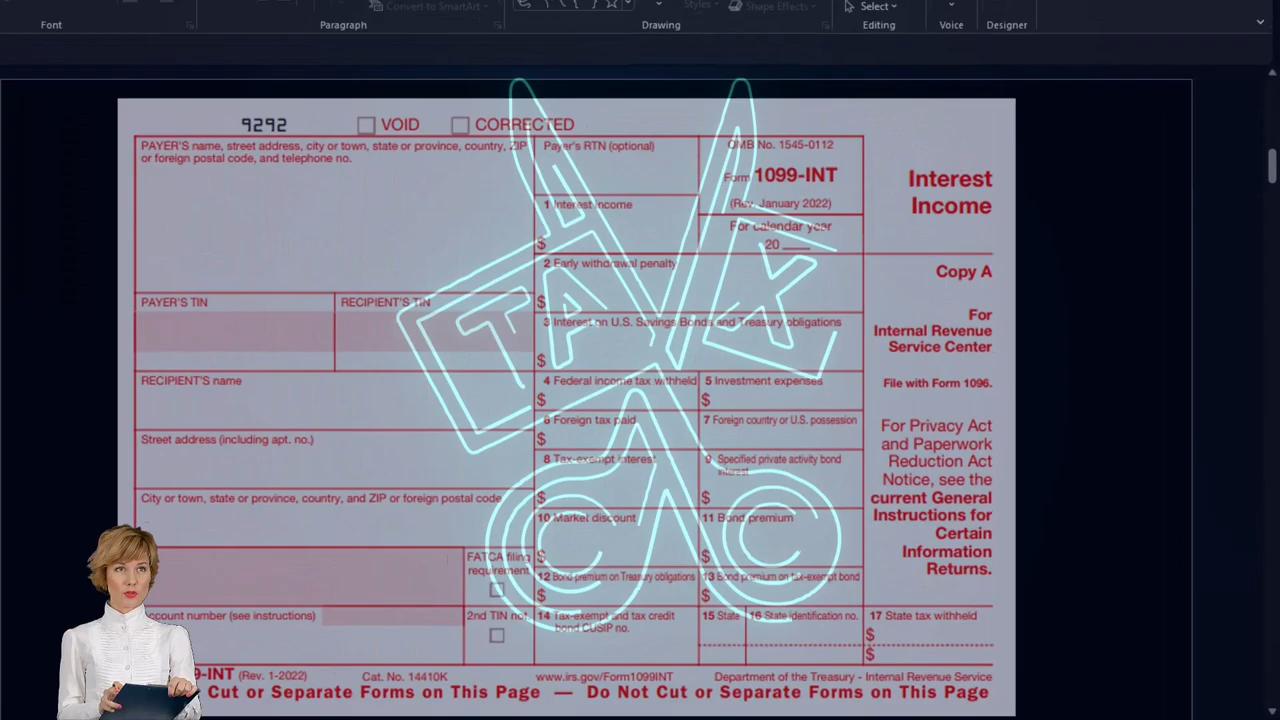 Convert to SmartArt
Styles
Shape Effects
Select
Font
Paragraph
Drawing
Editing
Voice
Designer
9292
VOID
CORRECTED
PAYER'S name, street address, city or town, state or province, country, ZIP
or foreign postal code, and telephone no.
Payer's RTN (optional)
OMB No. 1545-0112
Form 1099-INT
(Rev. January 2022)
For calendar year
20 ____
Interest
Income
1 Interest income
$
2 Early withdrawal penalty
$
Copy A
For
Internal Revenue
Service Center
File with Form 1096.
PAYER'S TIN
RECIPIENT'S TIN
3 Interest on U.S. Savings Bonds and Treasury obligations
$
RECIPIENT'S name
4 Federal income tax withheld
$
5 Investment expenses
$
6 Foreign tax paid
$
7 Foreign country or U.S. possession
For Privacy Act
and Paperwork
Reduction Act
Notice, see the
current General
Instructions for
Certain
Information
Returns.
Street address (including apt. no.)
8 Tax-exempt interest
$
9 Specified private activity bond
interest
$
City or town, state or province, country, and ZIP or foreign postal code
10 Market discount
$
11 Bond premium
$
FATCA filing
requirement
12 Bond premium on Treasury obligations
$
13 Bond premium on tax-exempt bond
$
ccount number (see instructions)
2nd TIN not.
14 Tax-exempt and tax credit
bond CUSIP no.
15 State
16 State identification no.
17 State tax withheld
$
$
9-INT (Rev. 1-2022)
Cat. No. 14410K
www.irs.gov/Form1099INT
Department of the Treasury - Internal Revenue Service
Cut or Separate Forms on This Page — Do Not Cut or Separate Forms on This Page
TAX